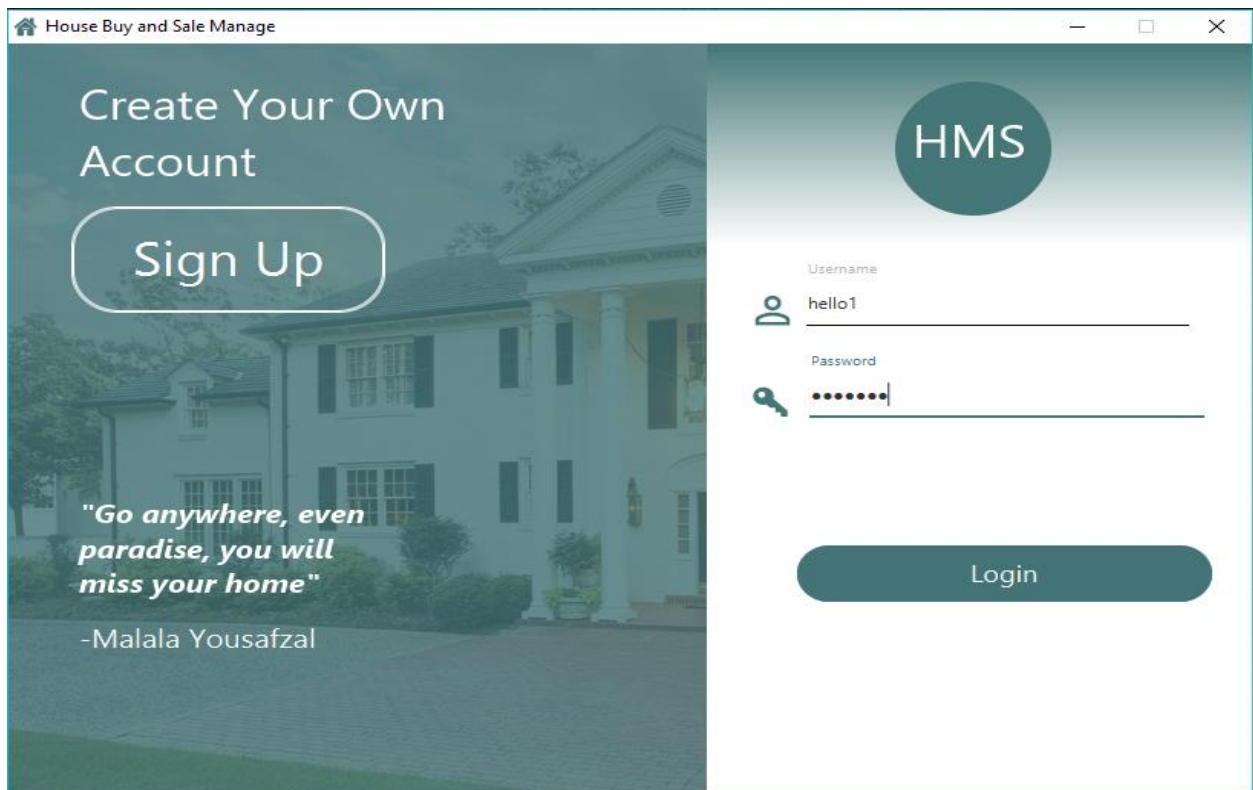 House Buy and Sale Manage
Create Your Own
Account
Sign Up
"Go anywhere, even
paradise, you will
miss your home"
-Malala Yousafzal
HMS
Username
hello1
Password
•••••••
Login